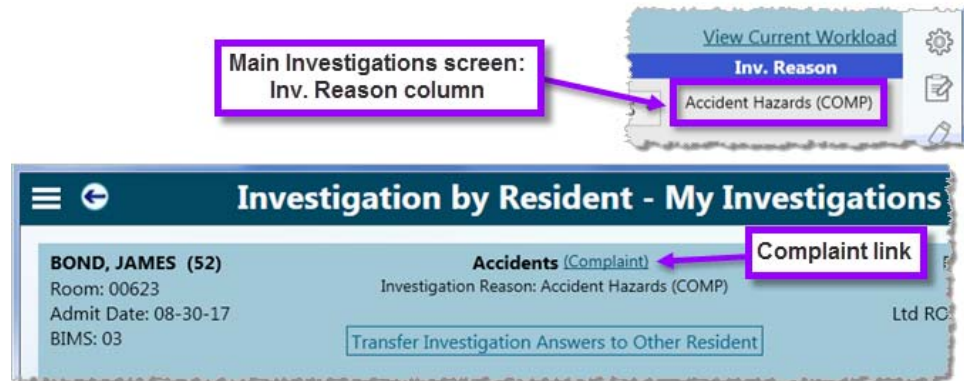 View Current Workload
Inv. Reason
Main Investigations screen:
Inv. Reason column
Accident Hazards (COMP)
Investigation by Resident - My Investigations
BOND, JAMES (52)
Accidents (Complaint)
Complaint link
Room: 00623
Investigation Reason: Accident Hazards (COMP)
Admit Date: 08-30-17
Ltd RO
BIMS: 03
Transfer Investigation Answers to Other Resident